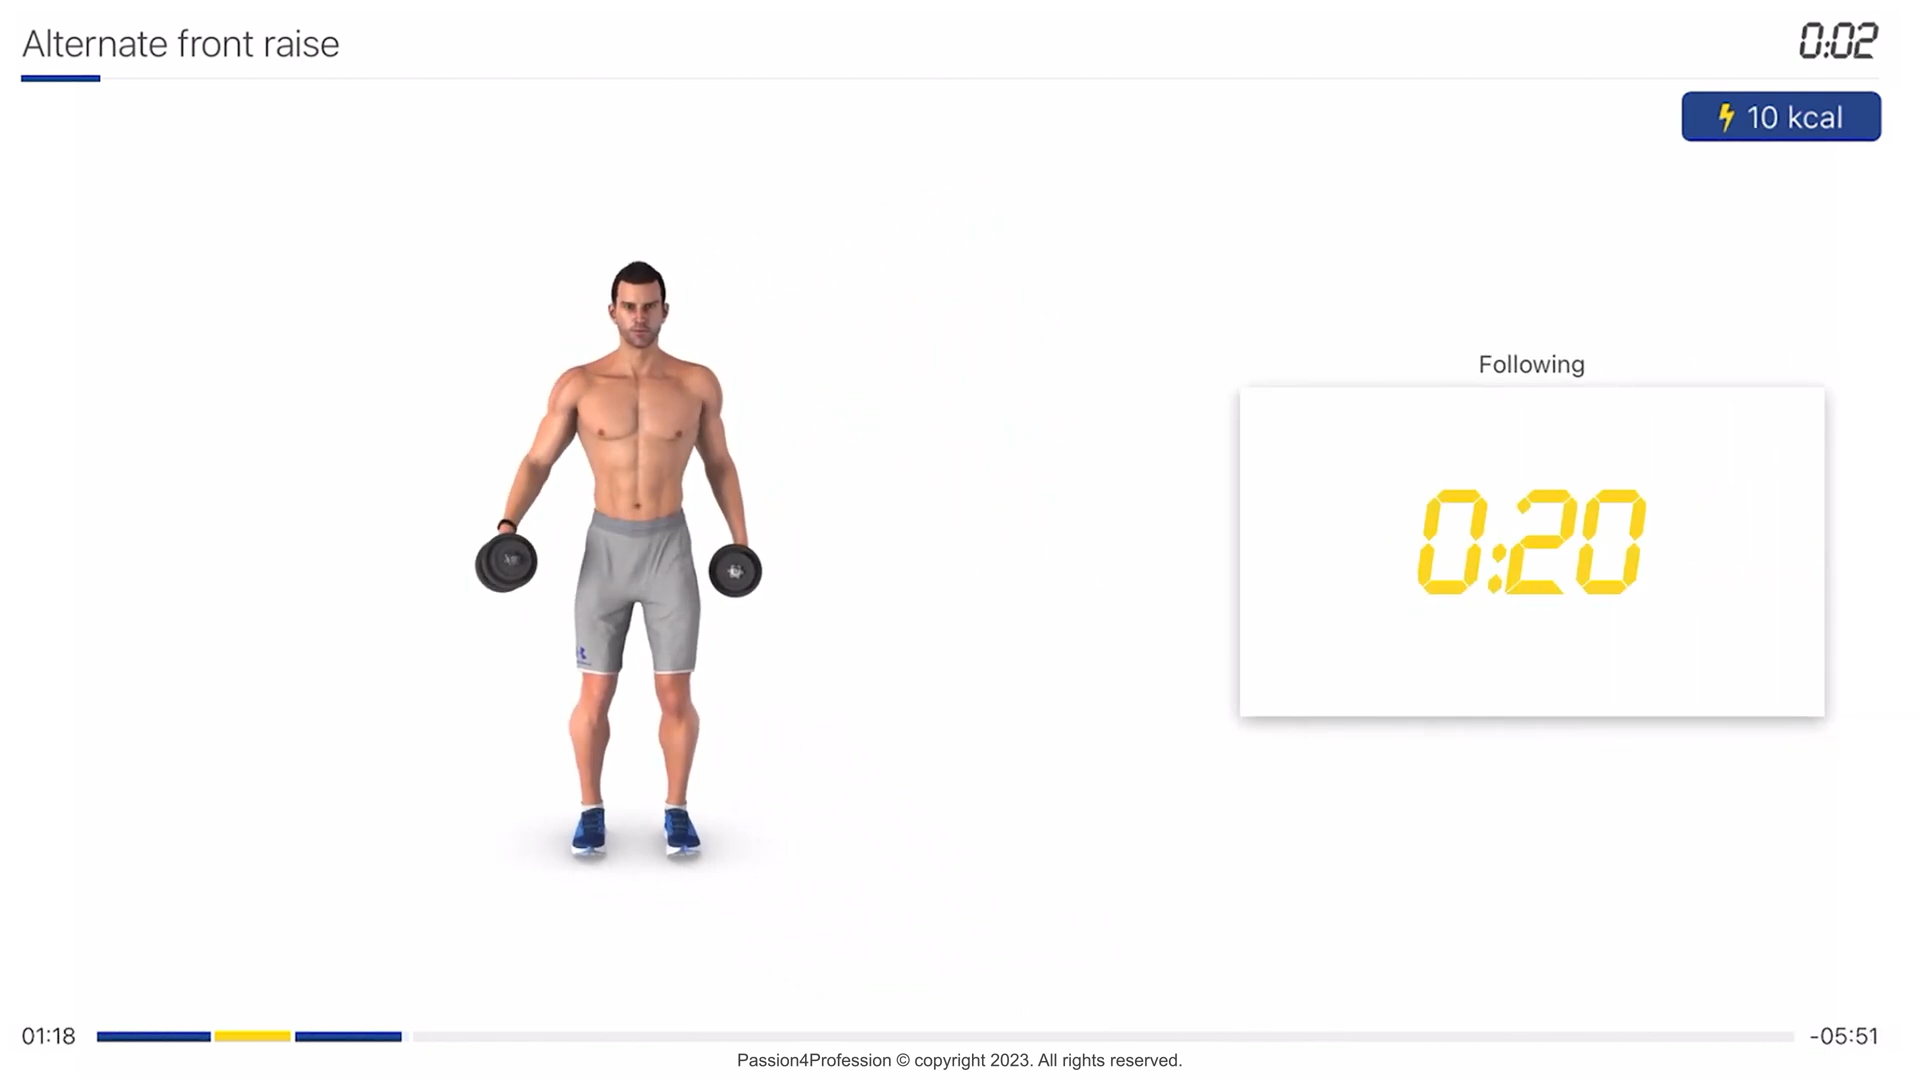 Alternate front raise
0:02
10 kcal
Following
0:20
01:18
-05:51
Passion4Profession © copyright 2023. All rights reserved.